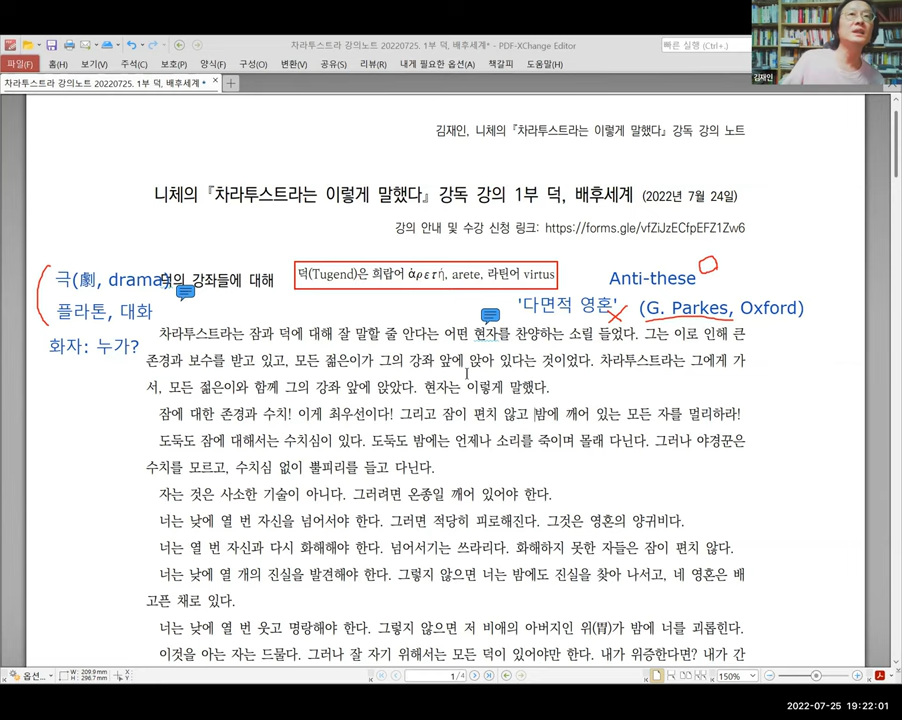 차라투스트라 강의노트 20220725. 1부 덕, 배후세계* - PDF-XChange Editor
빠른 실행 (Ctrl+.)
파일(F) 홈(H) 보기(V) 주석(C) 보호(P) 양식(F) 구성(O) 변환(V) 공유(S) 리뷰(R) 내게 필요한 옵션(A) 책갈피 도움말(H)
김재인
차라투스트라 강의노트 20220725. 1부 덕, 배후세계 *
김재인, 니체의 『차라투스트라는 이렇게 말했다』 강독 강의 노트
니체의 『차라투스트라는 이렇게 말했다』 강독 강의 1부 덕, 배후세계 (2022년 7월 24일)
강의 안내 및 수강 신청 링크: https://forms.gle/vfZiJzECfpEFZ1Zw6
극(劇, drama)
덕의 강좌들에 대해
덕(Tugend)은 희랍어 ἀρετή, arete, 라틴어 virtus
Anti-these
플라톤, 대화
'다면적 영혼'
(G. Parkes, Oxford)
화자: 누가?
차라투스트라는 잠과 덕에 대해 잘 말할 줄 안다는 어떤 현자를 찬양하는 소릴 들었다. 그는 이로 인해 큰
존경과 보수를 받고 있고, 모든 젊은이가 그의 강좌 앞에 앉아 있다는 것이었다. 차라투스트라는 그에게 가
서, 모든 젊은이와 함께 그의 강좌 앞에 앉았다. 현자는 이렇게 말했다.
잠에 대한 존경과 수치! 이게 최우선이다! 그리고 잠이 편치 않고 밤에 깨어 있는 모든 자를 멀리하라!
도둑도 잠에 대해서는 수치심이 있다. 도둑도 밤에는 언제나 소리를 죽이며 몰래 다닌다. 그러나 야경꾼은
수치를 모르고, 수치심 없이 뿔피리를 들고 다닌다.
자는 것은 사소한 기술이 아니다. 그러려면 온종일 깨어 있어야 한다.
너는 낮에 열 번 자신을 넘어서야 한다. 그러면 적당히 피로해진다. 그것은 영혼의 양귀비다.
너는 열 번 자신과 다시 화해해야 한다. 넘어서기는 쓰라리다. 화해하지 못한 자들은 잠이 편치 않다.
너는 낮에 열 개의 진실을 발견해야 한다. 그렇지 않으면 너는 밤에도 진실을 찾아 나서고, 네 영혼은 배
고픈 채로 있다.
너는 낮에 열 번 웃고 명랑해야 한다. 그렇지 않으면 저 비애의 아버지인 위(胃)가 밤에 너를 괴롭힌다.
이것을 아는 자는 드물다. 그러나 잘 자기 위해서는 모든 덕이 있어야만 한다. 내가 위증한다면? 내가 간
옵션...
209.9 mm
296.7 mm
X:
Y:
1/4
150%
2022-07-25 19:22:01